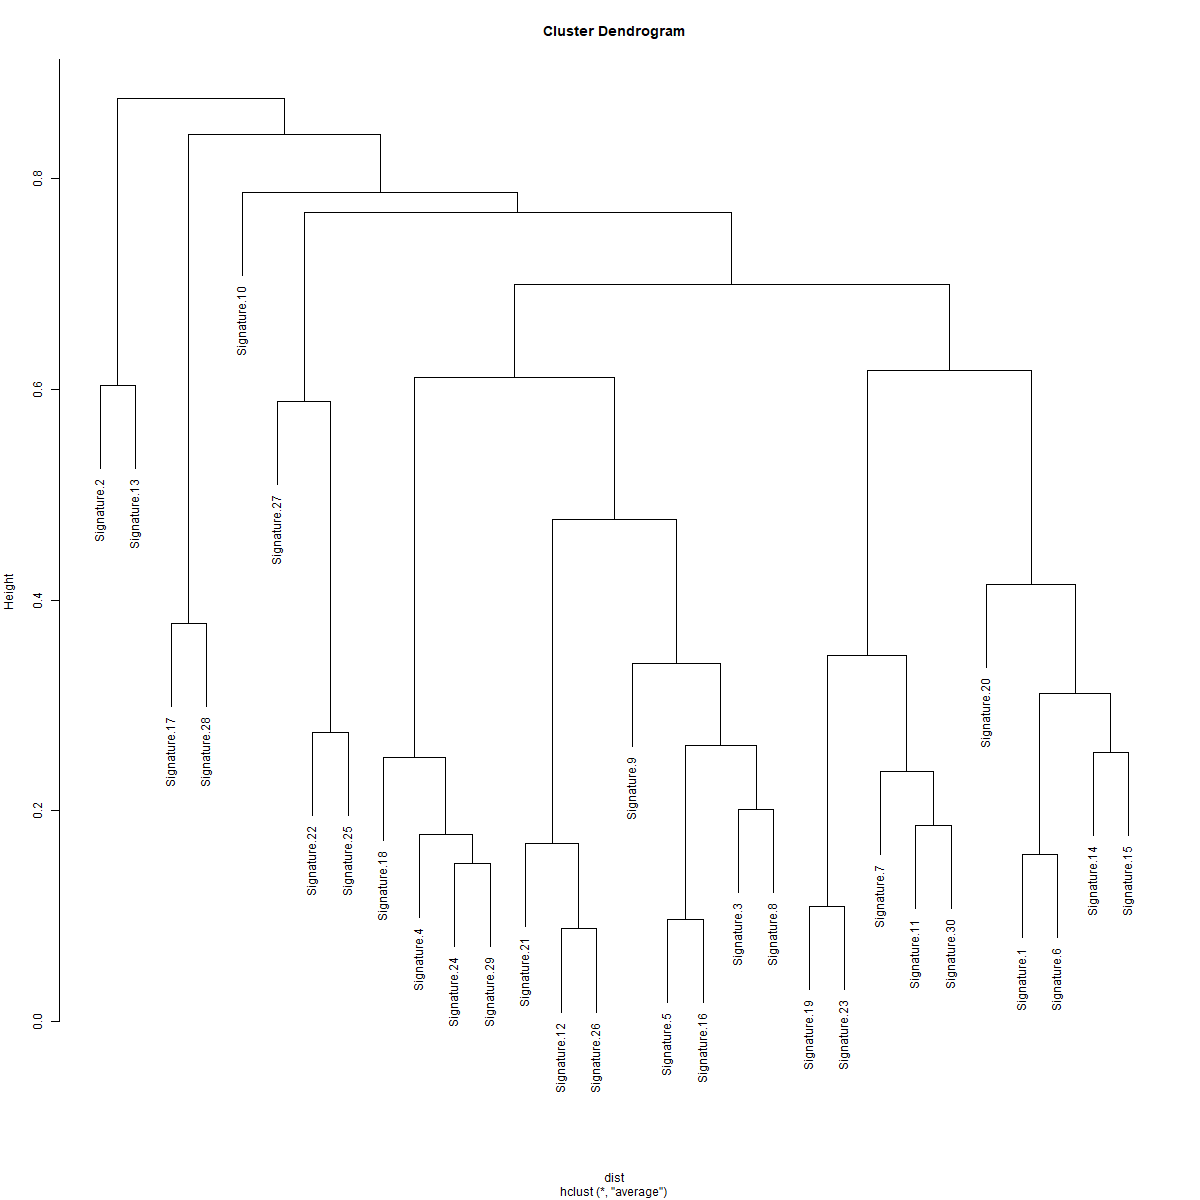 Cluster Dendrogram
Height
0.0
0.2
0.4
0.6
0.8
Signature.2
Signature.13
Signature.17
Signature.28
Signature.10
Signature.27
Signature.22
Signature.25
Signature.18
Signature.4
Signature.24
Signature.29
Signature.21
Signature.12
Signature.26
Signature.9
Signature.5
Signature.16
Signature.3
Signature.8
Signature.19
Signature.23
Signature.7
Signature.11
Signature.30
Signature.20
Signature.1
Signature.6
Signature.14
Signature.15
dist
hclust (*, "average")